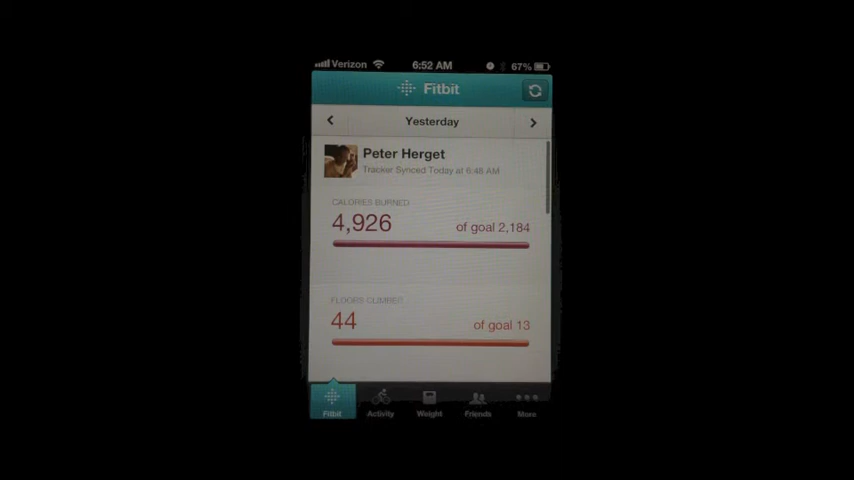 Verizon 6:52 AM 67%
Fitbit
Yesterday
Peter Herget
Tracker Synced Today at 6:48 AM
CALORIES BURNED
4,926 of goal 2,184
FLOORS CLIMBED
44 of goal 13
Fitbit Activity Weight Friends More